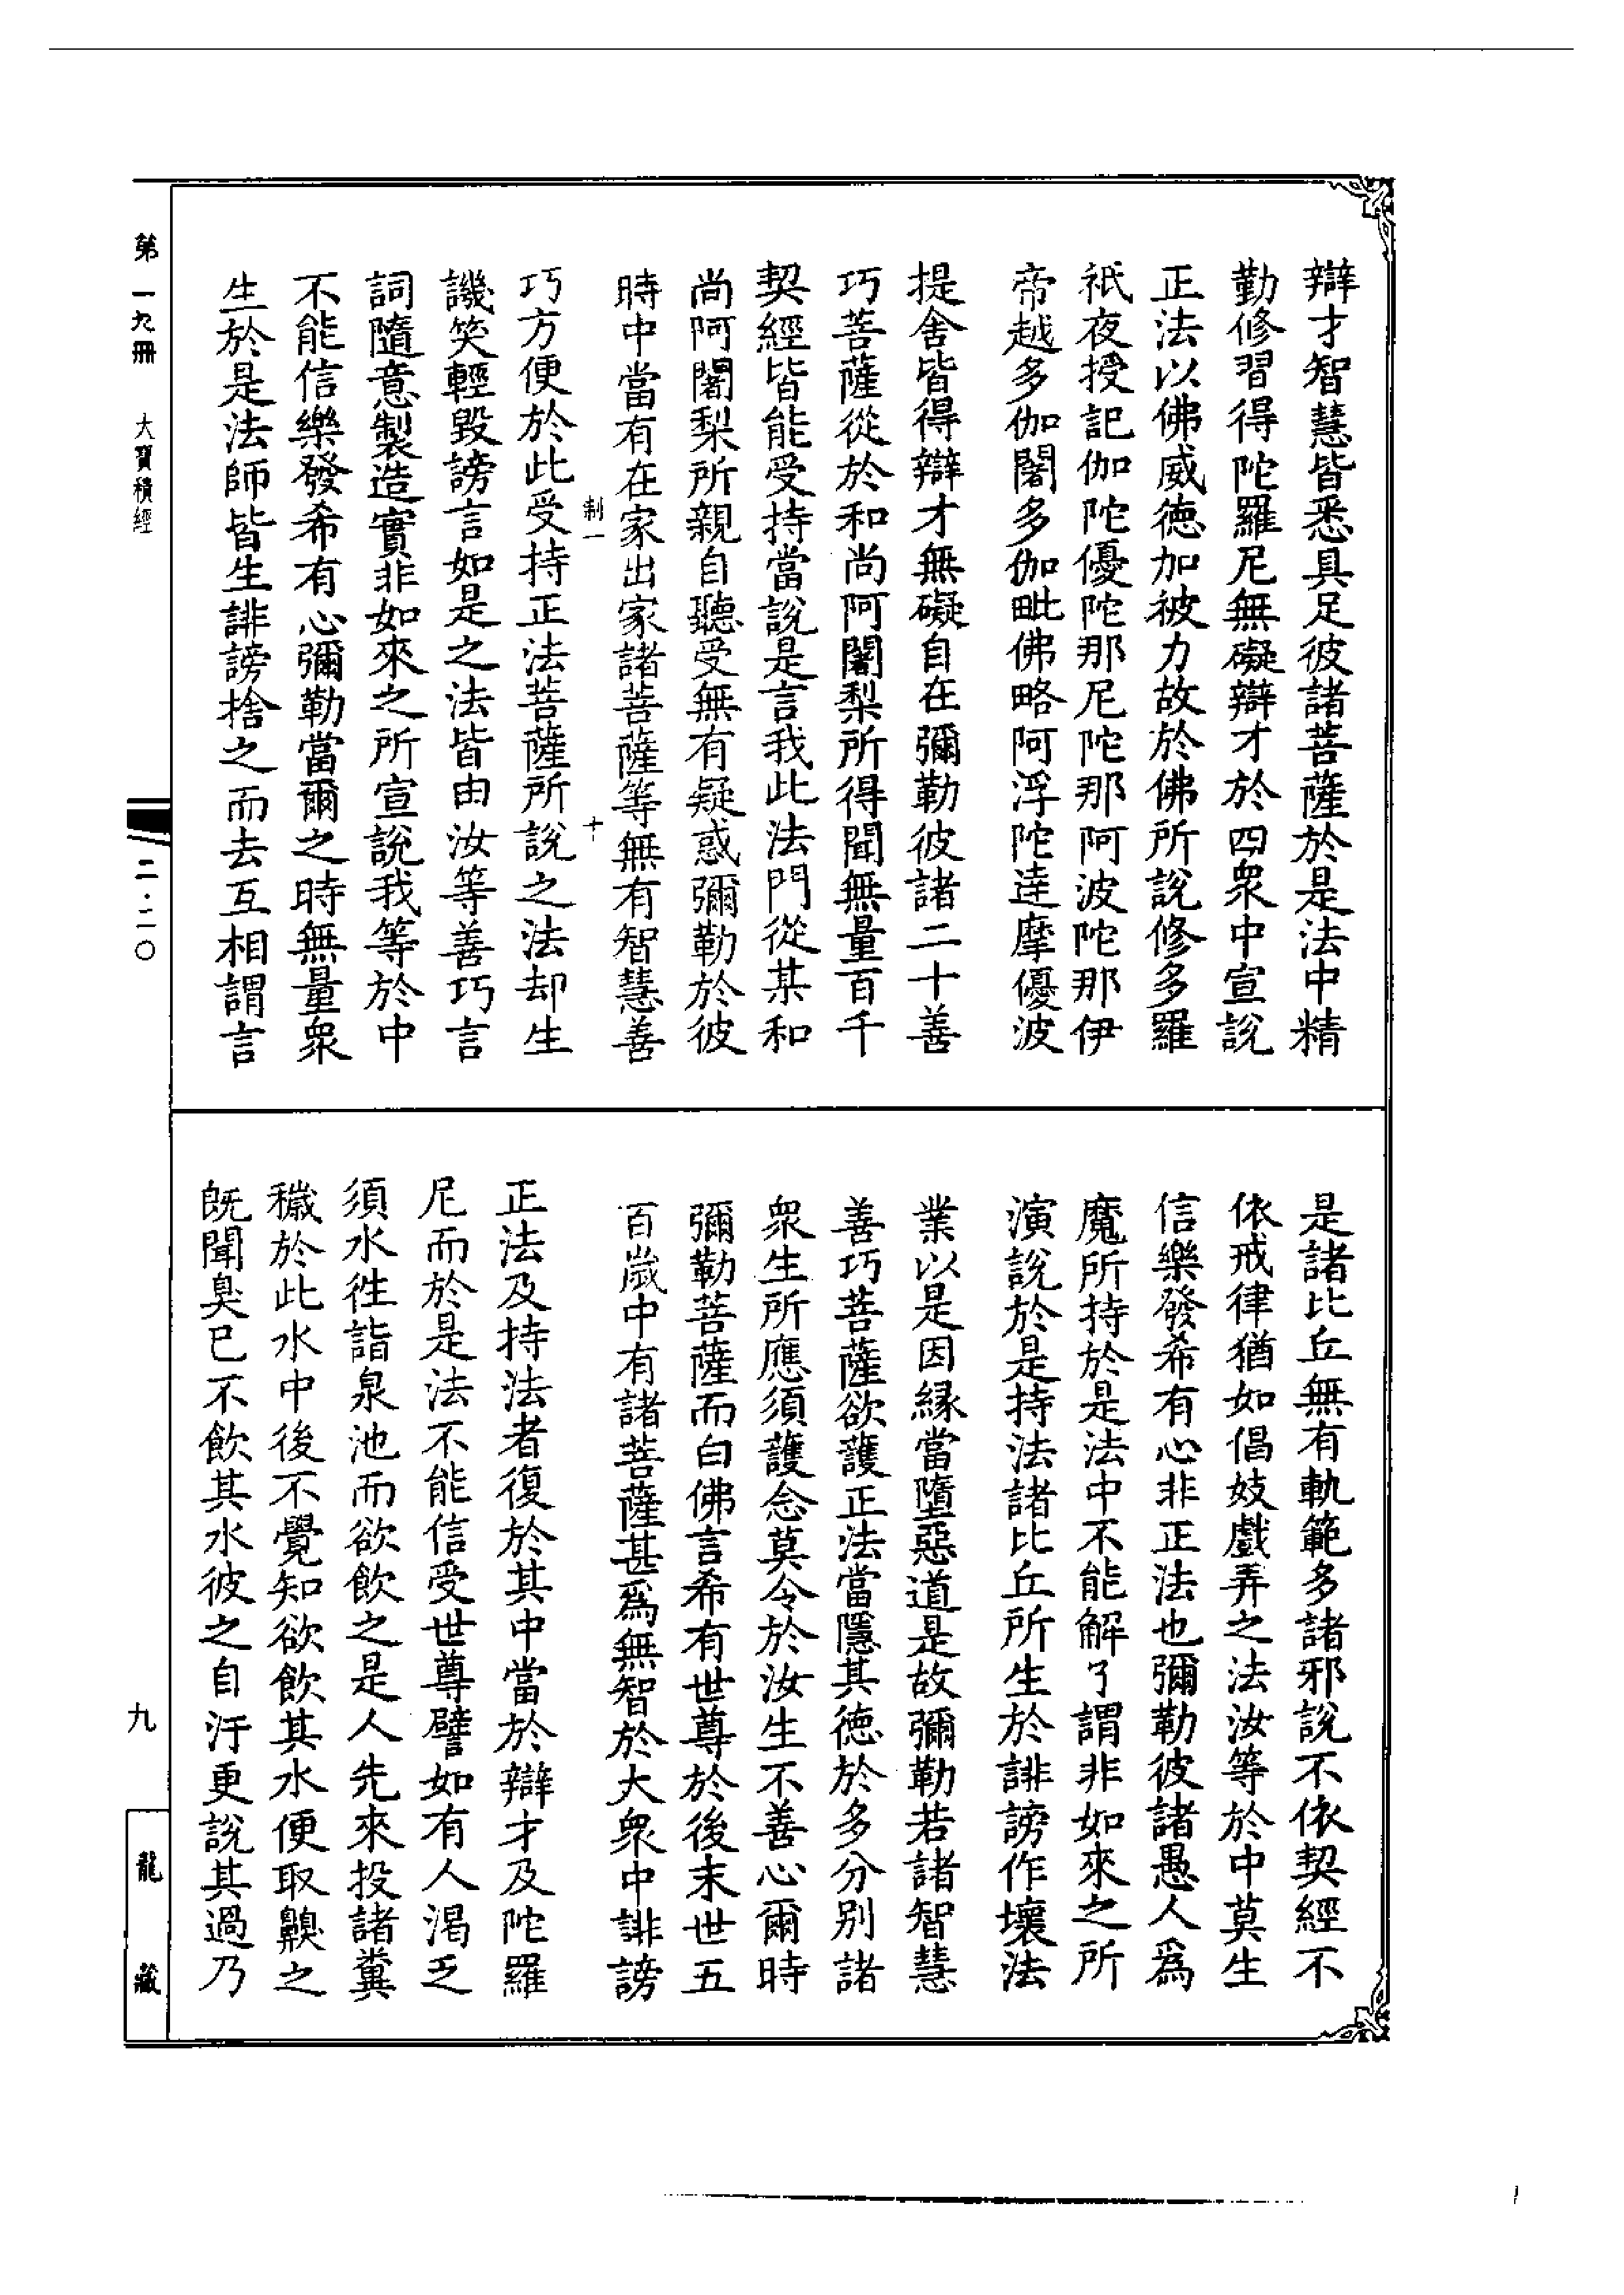 辯才智慧皆悉具足彼諸菩薩於是法中精
勤修習得陀羅尼無礙辯才於四衆中宣說
正法以佛威德加彼力故於佛所說修多羅
祇夜授記伽陀優陀那尼陀那阿波陀那伊
帝越多伽闍多伽毗佛略阿浮陀達摩優波
提舍皆得辯才無礙自在彌勒彼諸二十善
巧菩薩從於和尚阿闍梨所得聞無量百千
契經皆能受持當說是言我此法門從某和
尚阿闍梨所親自聽受無有疑惑彌勒於彼
時中當有在家出家諸菩薩等無有智慧善
制一 十
巧方便於此受持正法菩薩所說之法却生
譏笑輕毀謗言如是之法皆由汝等善巧言
詞隨意製造實非如來之所宣說我等於中
不能信樂發希有心彌勒當爾之時無量衆
生於是法師皆生誹謗捨之而去互相謂言
是諸比丘無有軌範多諸邪說不依契經不
依戒律猶如倡妓戲弄之法汝等於中莫生
信樂發希有心非正法也彌勒彼諸愚人爲
魔所持於是法中不能解了謂非如來之所
演說於是持法諸比丘所生於誹謗作壞法
業以是因緣當墮惡道是故彌勒若諸智慧
善巧菩薩欲護正法當隱其德於多分別諸
衆生所應須護念莫令於汝生不善心爾時
彌勒菩薩而白佛言希有世尊於後末世五
百歲中有諸菩薩甚爲無智於大衆中誹謗
正法及持法者復於其中當於辯才及陀羅
尼而於是法不能信受世尊譬如有人渴乏
須水徃詣泉池而欲飲之是人先來投諸糞
穢於此水中後不覺知欲飲其水便取齅之
既聞臭已不飲其水彼之自汙更說其過乃
第一九冊 大寶積經
二·二〇
九
龍藏